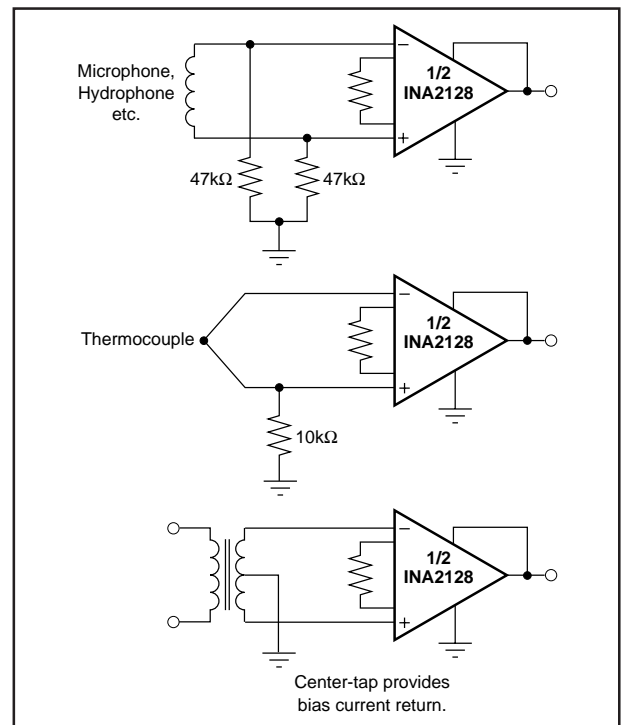 Microphone,
Hydrophone
etc.
−
1/2
INA2128
+
47kΩ
47kΩ
Thermocouple
−
1/2
INA2128
+
10kΩ
−
1/2
INA2128
+
Center-tap provides
bias current return.